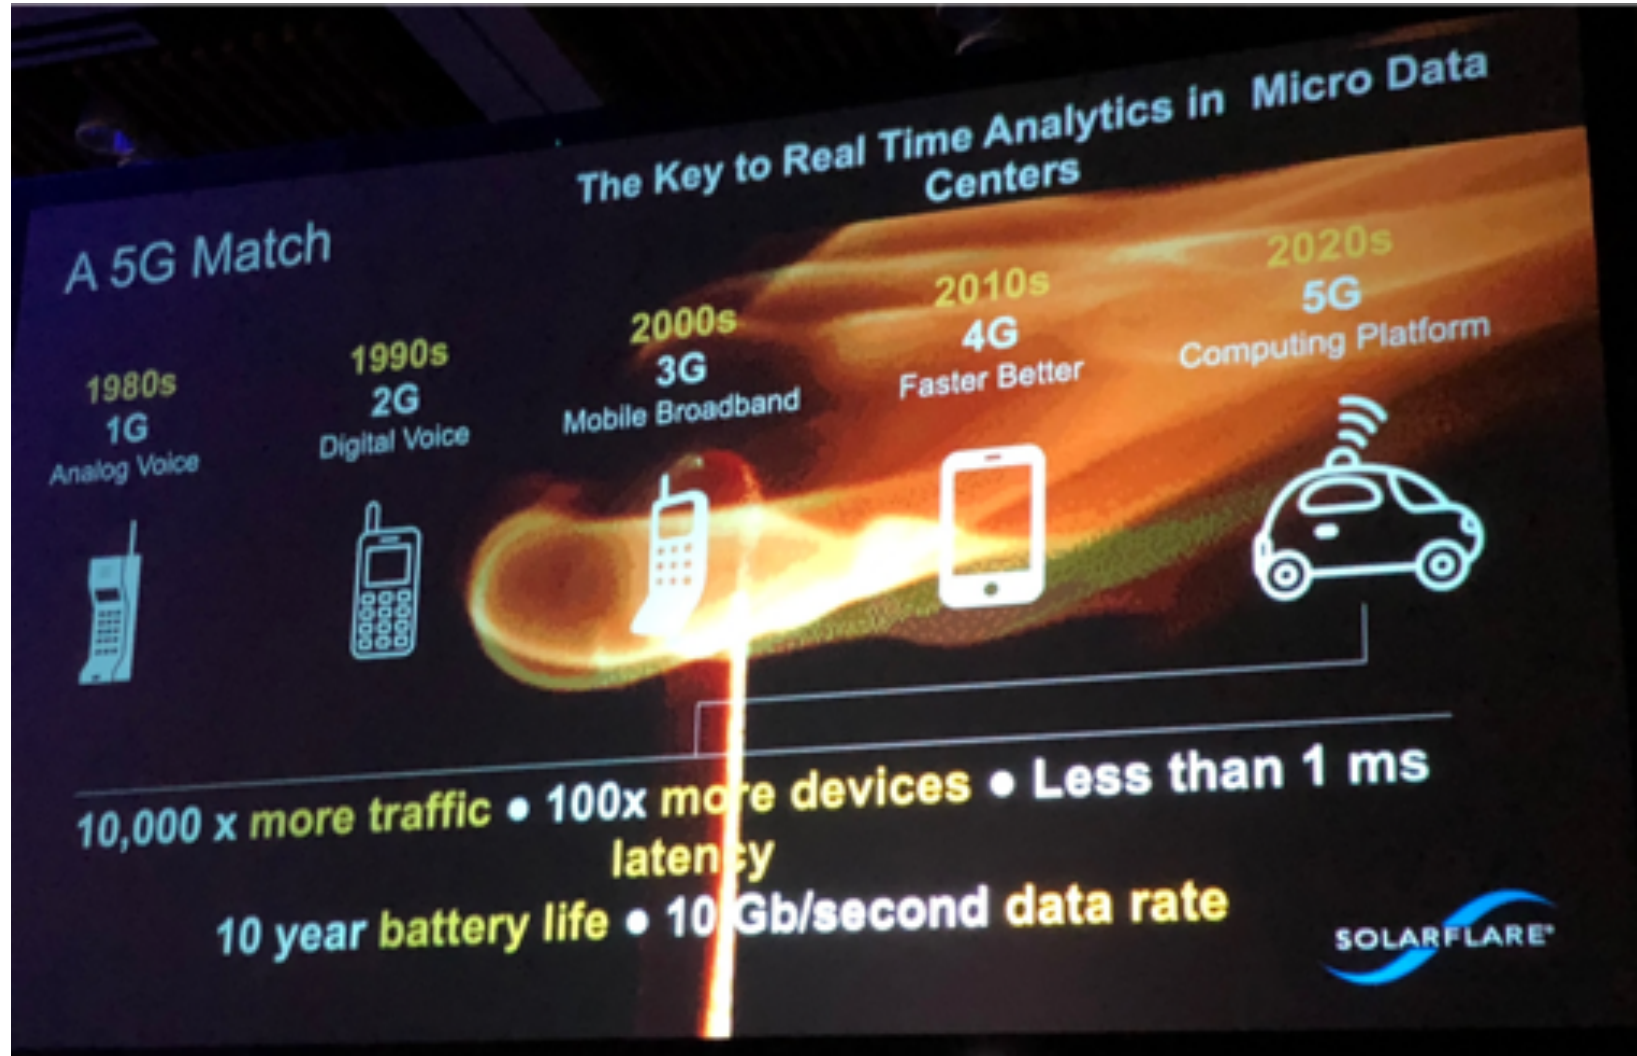 The Key to Real Time Analytics in Micro Data
Centers
A 5G Match
1980s
1G
Analog Voice
1990s
2G
Digital Voice
2000s
3G
Mobile Broadband
2010s
4G
Faster Better
2020s
5G
Computing Platform
10,000 x more traffic ● 100x more devices ● Less than 1 ms
latency
10 year battery life ● 10 Gb/second data rate
SOLARFLARE®